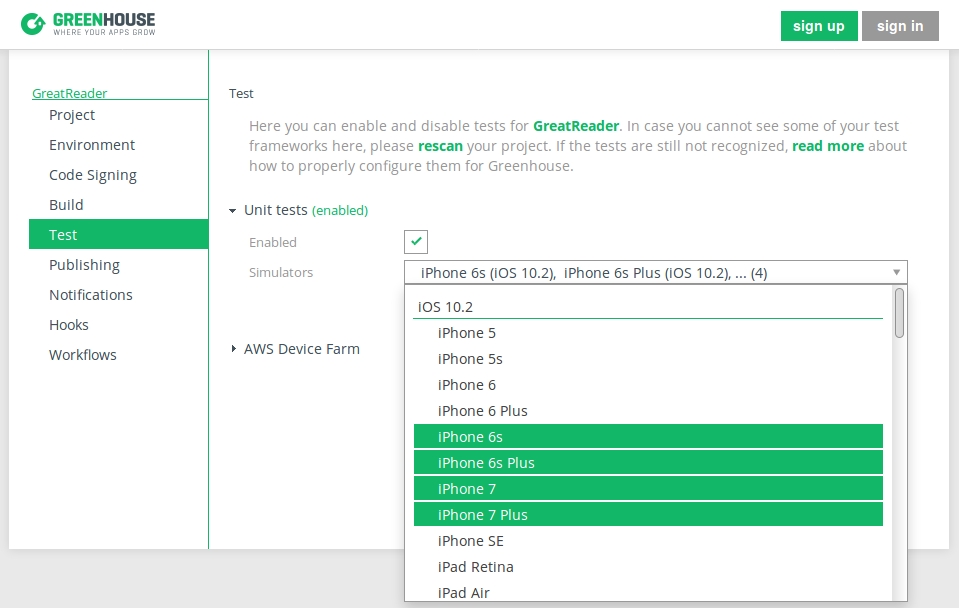 GREENHOUSE
WHERE YOUR APPS GROW
sign up
sign in
GreatReader
Project
Environment
Code Signing
Build
Test
Publishing
Notifications
Hooks
Workflows
Test
Here you can enable and disable tests for GreatReader. In case you cannot see some of your test
frameworks here, please rescan your project. If the tests are still not recognized, read more about
how to properly configure them for Greenhouse.
Unit tests (enabled)
Enabled
Simulators
iPhone 6s (iOS 10.2), iPhone 6s Plus (iOS 10.2), ... (4)
iOS 10.2
iPhone 5
iPhone 5s
iPhone 6
iPhone 6 Plus
iPhone 6s
iPhone 6s Plus
iPhone 7
iPhone 7 Plus
iPhone SE
iPad Retina
iPad Air
AWS Device Farm